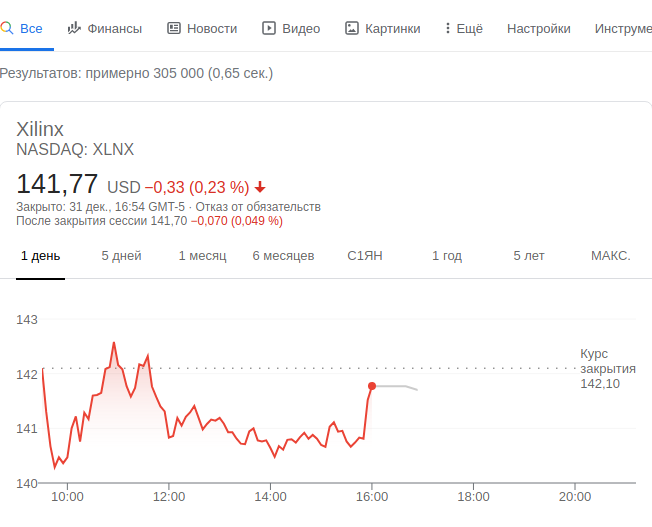 Все Финансы Новости Видео Картинки Ещё Настройки Инструме
Результатов: примерно 305 000 (0,65 сек.)
Xilinx
NASDAQ: XLNX
141,77 USD −0,33 (0,23 %)
Закрыто: 31 дек., 16:54 GMT-5 · Отказ от обязательств
После закрытия сессии 141,70 −0,070 (0,049 %)
1 день 5 дней 1 месяц 6 месяцев С1ЯН 1 год 5 лет МАКС.
143
142
141
140
Курс
закрытия
142,10
10:00 12:00 14:00 16:00 18:00 20:00